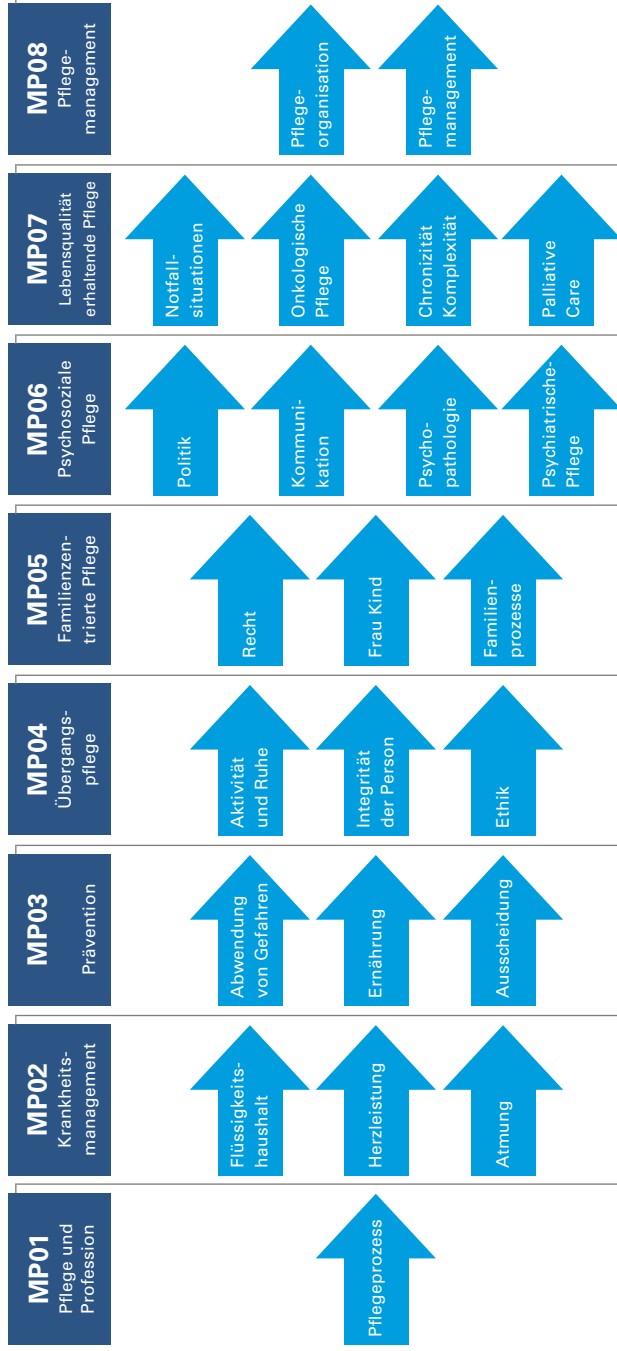 MP01
Pflege und
Profession
Pflegeprozess
MP02
Krankheits-
management
Flüssigkeits-
haushalt
Herzleistung
Atmung
MP03
Prävention
Abwendung
von Gefahren
Ernährung
Ausscheidung
MP04
Übergangs-
pflege
Aktivität
und Ruhe
Integrität
der Person
Ethik
MP05
Familienzen-
trierte Pflege
Recht
Frau Kind
Familien-
prozesse
MP06
Psychosoziale
Pflege
Politik
Kommuni-
kation
Psycho-
pathologie
Psychiatrische-
Pflege
MP07
Lebensqualität
erhaltende Pflege
Notfall-
situationen
Onkologische
Pflege
Chronizität
Komplexität
Palliative
Care
MP08
Pflege-
management
Pflege-
organisation
Pflege-
management